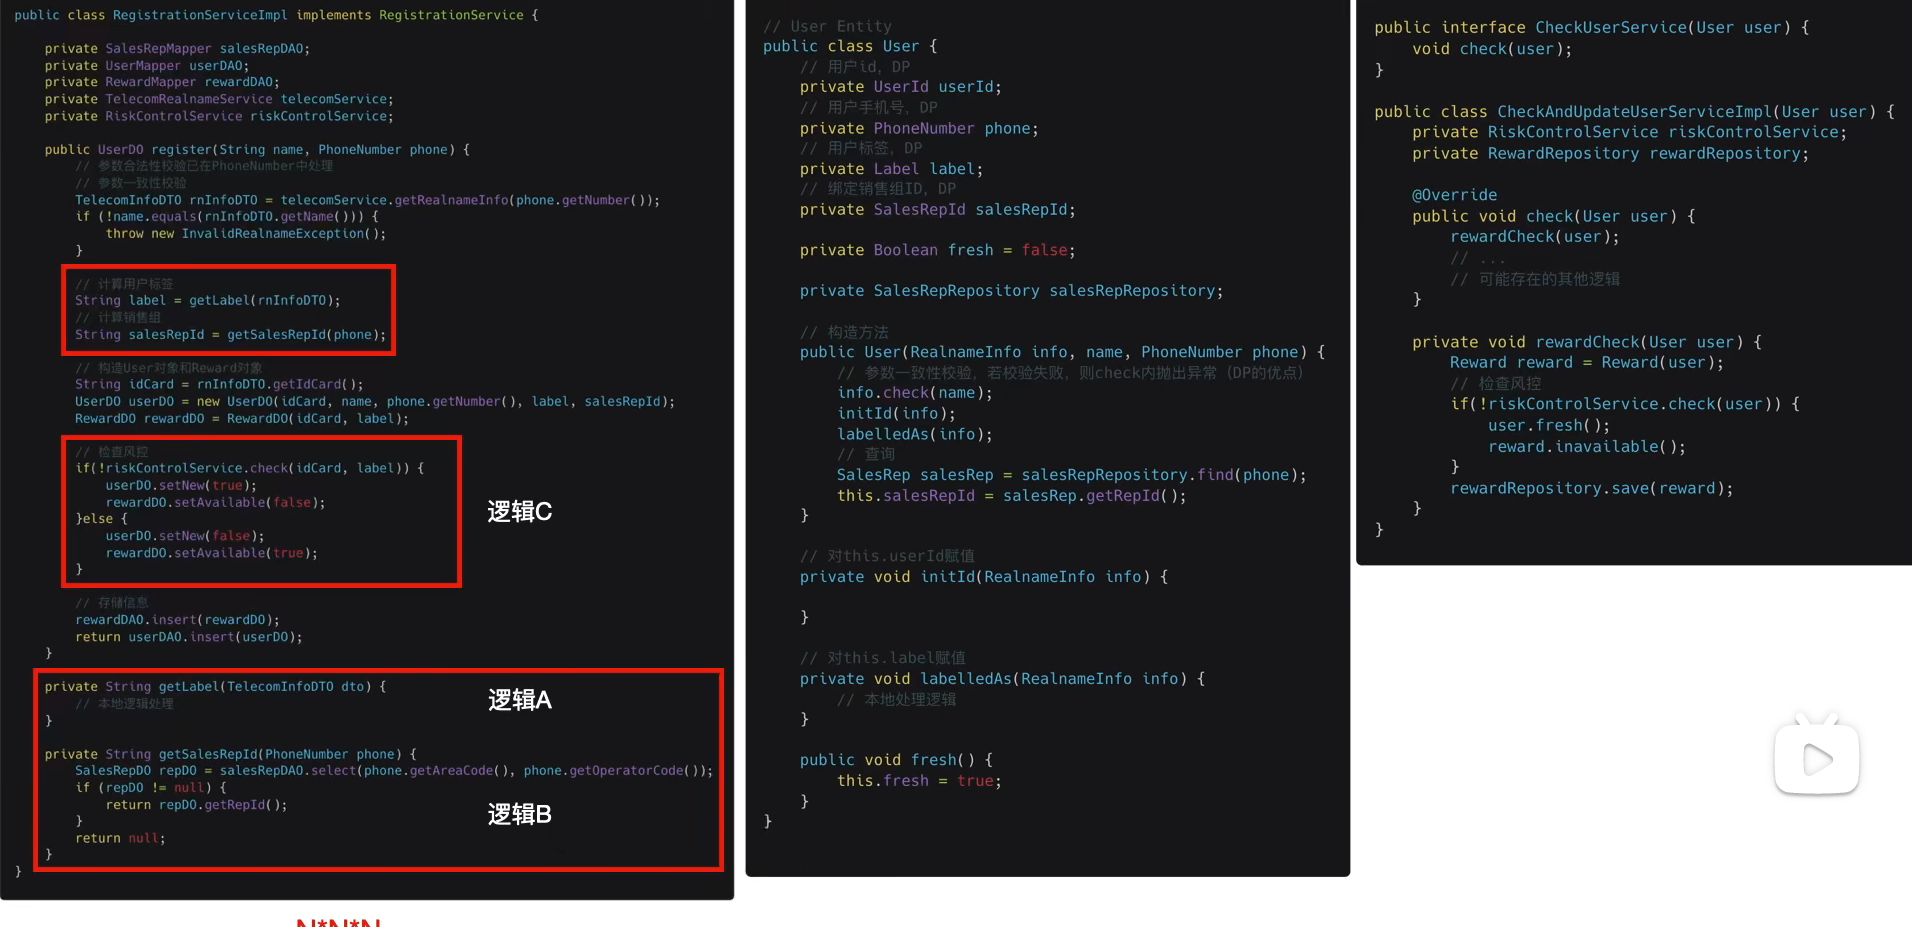 public class RegistrationServiceImpl implements RegistrationService {
private SalesRepMapper salesRepDAO;
private UserMapper userDAO;
private RewardMapper rewardDAO;
private TelecomRealnameService telecomService;
private RiskControlService riskControlService;
public UserDO register(String name, PhoneNumber phone) {
// 参数合法性校验已在PhoneNumber中处理
// 参数一致性校验
TelecomInfoDTO rnInfoDTO = telecomService.getRealnameInfo(phone.getNumber());
if (!name.equals(rnInfoDTO.getName())) {
throw new InvalidRealnameException();
}
// 计算用户标签
String label = getLabel(rnInfoDTO);
// 计算销售组
String salesRepId = getSalesRepId(phone);
// 构造User对象和Reward对象
String idCard = rnInfoDTO.getIdCard();
UserDO userDO = new UserDO(idCard, name, phone.getNumber(), label, salesRepId);
RewardDO rewardDO = RewardDO(idCard, label);
// 检查风控
if(!riskControlService.check(idCard, label)) {
userDO.setNew(true);
rewardDO.setAvailable(false);
}else {
userDO.setNew(false);
rewardDO.setAvailable(true);
}
逻辑C
// 存储信息
rewardDAO.insert(rewardDO);
return userDAO.insert(userDO);
}
private String getLabel(TelecomInfoDTO dto) {
// 本地逻辑处理
}
逻辑A
private String getSalesRepId(PhoneNumber phone) {
SalesRepDO repDO = salesRepDAO.select(phone.getAreaCode(), phone.getOperatorCode());
if (repDO != null) {
return repDO.getRepId();
}
return null;
}
逻辑B
}
N*N*N
// User Entity
public class User {
// 用户id, DP
private UserId userId;
// 用户手机号, DP
private PhoneNumber phone;
// 用户标签, DP
private Label label;
// 绑定销售组ID, DP
private SalesRepId salesRepId;
private Boolean fresh = false;
private SalesRepRepository salesRepRepository;
// 构造方法
public User(RealnameInfo info, name, PhoneNumber phone) {
// 参数一致性校验，若校验失败，则check内抛出异常（DP的优点）
info.check(name);
initId(info);
labelledAs(info);
// 查询
SalesRep salesRep = salesRepRepository.find(phone);
this.salesRepId = salesRep.getRepId();
}
// 对this.userId赋值
private void initId(RealnameInfo info) {
}
// 对this.label赋值
private void labelledAs(RealnameInfo info) {
// 本地处理逻辑
}
public void fresh() {
this.fresh = true;
}
}
public interface CheckUserService(User user) {
void check(user);
}
public class CheckAndUpdateUserServiceImpl(User user) {
private RiskControlService riskControlService;
private RewardRepository rewardRepository;
@Override
public void check(User user) {
rewardCheck(user);
// ...
// 可能存在的其他逻辑
}
private void rewardCheck(User user) {
Reward reward = Reward(user);
// 检查风控
if(!riskControlService.check(user)) {
user.fresh();
reward.inavailable();
}
rewardRepository.save(reward);
}
}